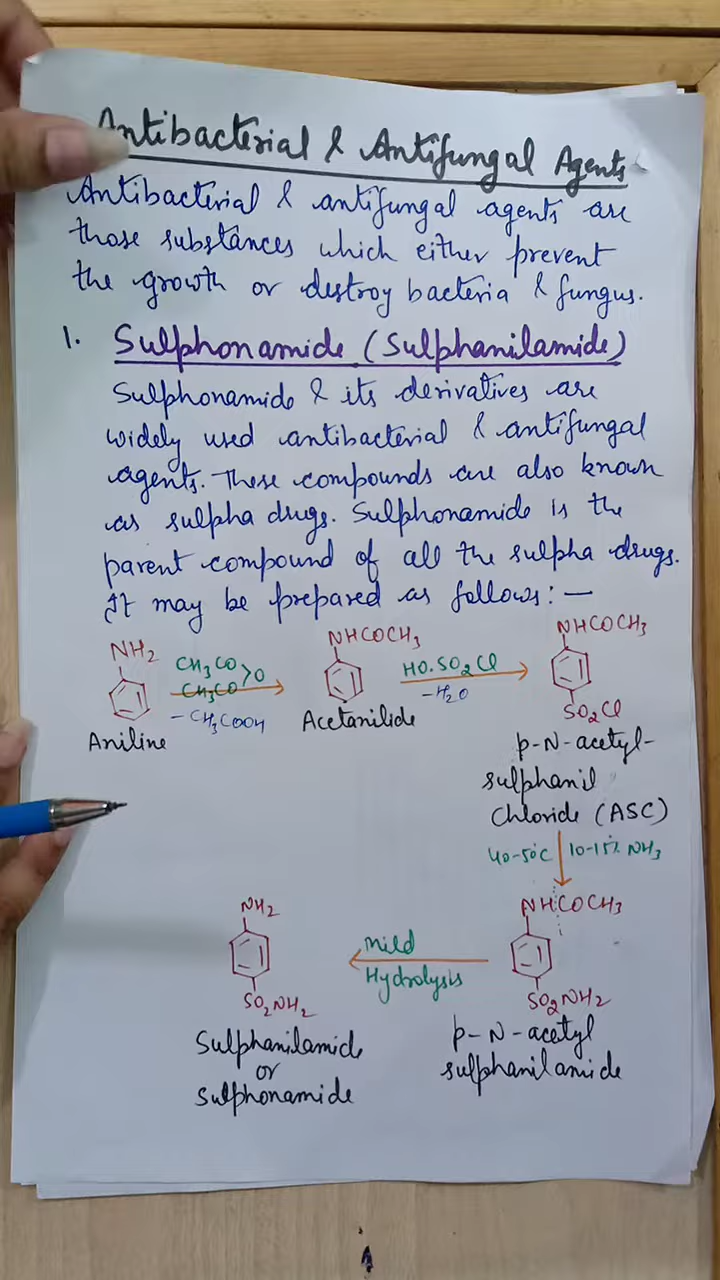 Antibacterial & Antifungal Agents
Antibacterial & antifungal agents are
those substances which either prevent
the growth or destroy bacteria & fungus.
1. Sulphonamide (Sulphanilamide)
Sulphonamide & its derivatives are
widely used antibacterial & antifungal
agents. These compounds are also known
as sulpha drugs. Sulphonamide is the
parent compound of all the sulpha drugs.
It may be prepared as follows:—
NH2
CH3CO
CH3CO >O
- CH3COOH
NHCOCH3
HO.SO2Cl
-H2O
NHCOCH3
SO2Cl
Aniline
Acetanilide
p-N-acetyl-
sulphanil
Chloride (ASC)
40-50°C 10-15% NH3
NHCOCH3
SO2NH2
p-N-acetyl
sulphanilamide
Mild
Hydrolysis
NH2
SO2NH2
Sulphanilamide
or
sulphonamide